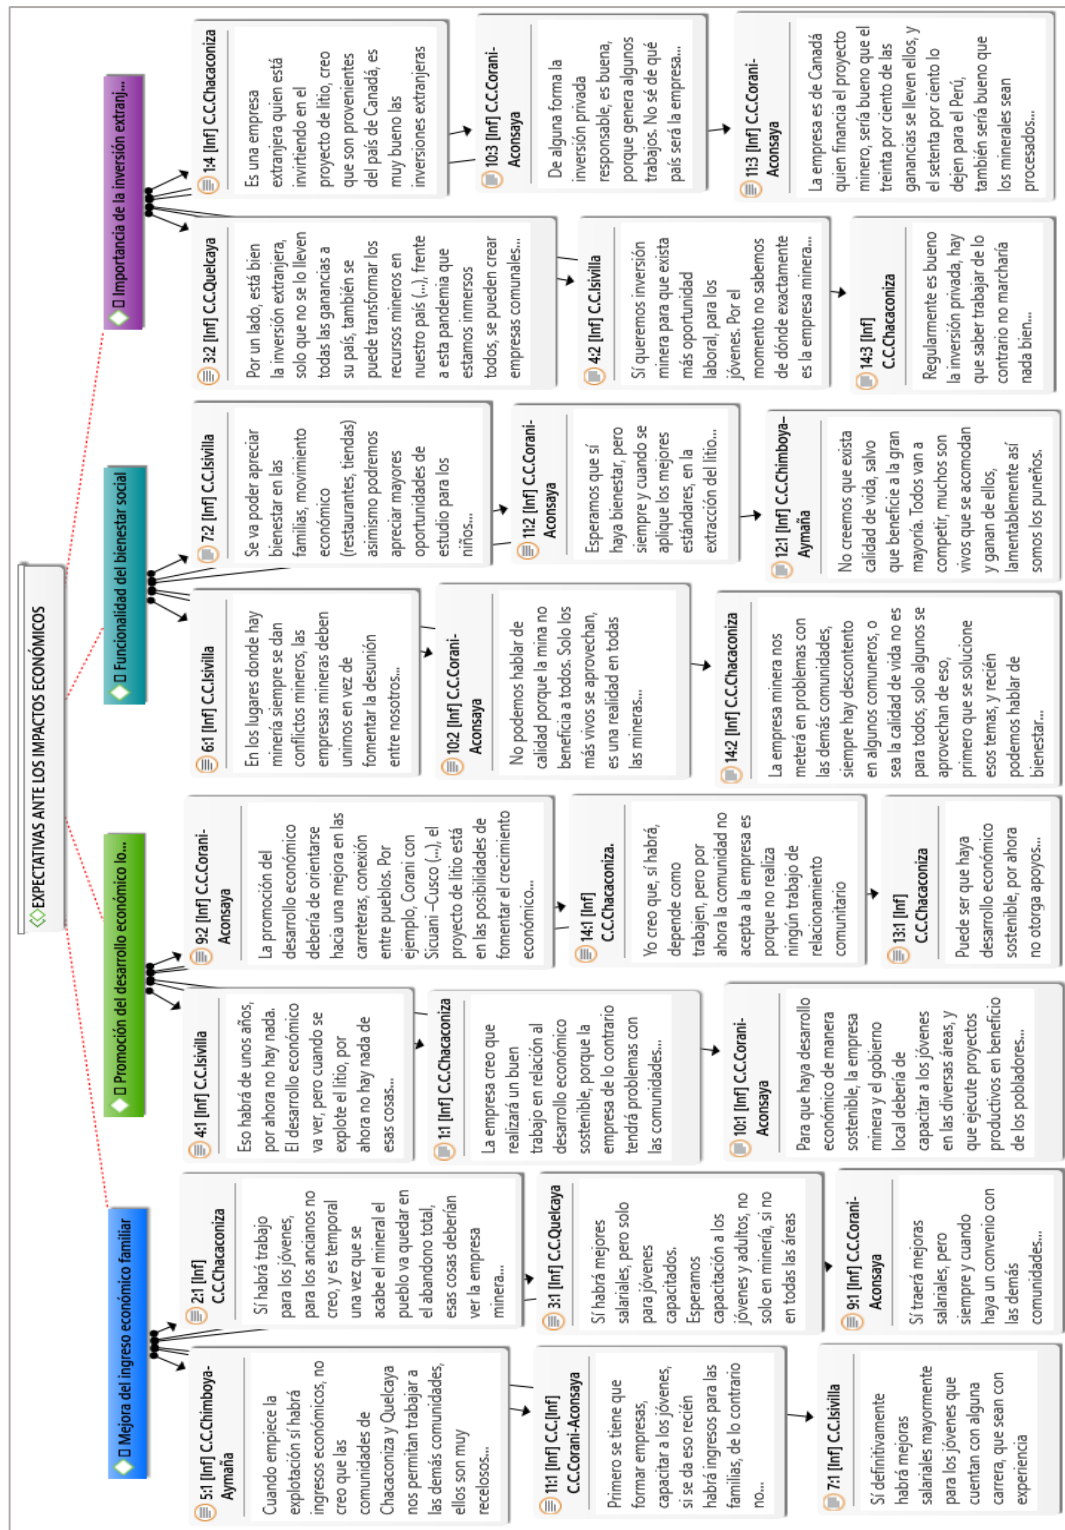 EXPECTATIVAS ANTE LOS IMPACTOS ECONÓMICOS
Mejora del ingreso económico familiar
5:1 [Inf] C.C.Chimboya-
Aymaña
Cuando empiece la
explotación sí habrá
ingresos económicos, no
creo que las
comunidades de
Chacaconiza y Quelcaya
nos permitan trabajar a
las demás comunidades,
ellos son muy
recelosos...
11:1 [Inf] C.C.[Inf]
C.C.Corani-Aconsaya
Primero se tiene que
formar empresas,
capacitar a los jóvenes,
si se da eso recién
habrá ingresos para las
familias, de lo contrario
no...
7:1 [Inf] C.C.Isivilla
Sí definitivamente
habrá mejoras
salariales mayormente
para los jóvenes que
cuentan con alguna
carrera, que sean con
experiencia
2:1 [Inf]
C.C.Chacaconiza
Sí habrá trabajo
para los jóvenes,
para los ancianos no
creo, y es temporal
una vez que se
acabe el mineral el
pueblo va quedar en
el abandono total,
esas cosas deberían
ver la empresa
minera...
3:1 [Inf] C.C.Quelcaya
Sí habrá mejores
salariales, pero solo
para jóvenes
capacitados.
Esperamos
capacitación a los
jóvenes y adultos, no
solo en minería, si no
en todas las áreas
9:1 [Inf] C.C.Corani-
Aconsaya
Sí traerá mejoras
salariales, pero
siempre y cuando
haya un convenio con
las demás
comunidades...
Promoción del desarrollo económico lo...
4:1 [Inf] C.C.Isivilla
Eso habrá de unos años,
por ahora no hay nada.
El desarrollo económico
va ver, pero cuando se
explote el litio, por
ahora no hay nada de
esas cosas...
1:1 [Inf] C.C.Chacaconiza
La empresa creo que
realizará un buen
trabajo en relación al
desarrollo económico
sostenible, porque la
empresa de lo contrario
tendrá problemas con
las comunidades...
10:1 [Inf] C.C.Corani-
Aconsaya
Para que haya desarrollo
económico de manera
sostenible, la empresa
minera y el gobierno
local debería de
capacitar a los jóvenes
en las diversas áreas, y
que ejecute proyectos
productivos en beneficio
de los pobladores...
9:2 [Inf] C.C.Corani-
Aconsaya
La promoción del
desarrollo económico
debería de orientarse
hacia una mejora en las
carreteras, conexión
entre pueblos. Por
ejemplo, Corani con
Sicuani –Cusco (...), el
proyecto de litio está
en las posibilidades de
fomentar el crecimiento
económico...
14:1 [Inf]
C.C.Chacaconiza.
Yo creo que, sí habrá,
depende como
trabajen, pero por
ahora la comunidad no
acepta a la empresa es
porque no realiza
ningún trabajo de
relacionamiento
comunitario
13:1 [Inf]
C.C.Chacaconiza
Puede ser que haya
desarrollo económico
sostenible, por ahora
no otorga apoyos...
Funcionalidad del bienestar social
6:1 [Inf] C.C.Isivilla
En los lugares donde hay
minería siempre se dan
conflictos mineros, las
empresas mineras deben
unirnos en vez de
fomentar la desunión
entre nosotros...
10:2 [Inf] C.C.Corani-
Aconsaya
No podemos hablar de
calidad porque la mina no
beneficia a todos. Solo los
más vivos se aprovechan,
es una realidad en todas
las mineras...
14:2 [Inf] C.C.Chacaconiza
La empresa minera nos
meterá en problemas con
las demás comunidades,
siempre hay descontento
en algunos comuneros, o
sea la calidad de vida no es
para todos, solo algunos se
aprovechan de eso,
primero que se solucione
esos temas, y recién
podemos hablar de
bienestar...
7:2 [Inf] C.C.Isivilla
Se va poder apreciar
bienestar en las
familias, movimiento
económico
(restaurantes, tiendas)
asimismo podremos
apreciar mayores
oportunidades de
estudio para los
niños...
11:2 [Inf] C.C.Corani-
Aconsaya
Esperamos que sí
haya bienestar, pero
siempre y cuando se
aplique los mejores
estándares, en la
extracción del litio...
12:1 [Inf] C.C.Chimboya-
Aymaña
No creemos que exista
calidad de vida, salvo
que beneficie a la gran
mayoría. Todos van a
competir, muchos son
vivos que se acomodan
y ganan de ellos,
lamentablemente así
somos los puneños.
Importancia de la inversión extranj...
3:2 [Inf] C.C.Quelcaya
Por un lado, está bien
la inversión extranjera,
solo que no se lo lleven
todas las ganancias a
su país, también se
puede transformar los
recursos mineros en
nuestro país (...), frente
a esta pandemia que
estamos inmersos
todos, se pueden crear
empresas comunales...
4:2 [Inf] C.C.Isivilla
Sí queremos inversión
minera para que exista
más oportunidad
laboral, para los
jóvenes. Por el
momento no sabemos
de dónde exactamente
es la empresa minera...
14:3 [Inf]
C.C.Chacaconiza
Regularmente es bueno
la inversión privada, hay
que saber trabajar de lo
contrario no marcharía
nada bien...
1:4 [Inf] C.C.Chacaconiza
Es una empresa
extranjera quien está
invirtiendo en el
proyecto de litio, creo
que son provenientes
del país de Canadá, es
muy bueno las
inversiones extranjeras
10:3 [Inf] C.C.Corani-
Aconsaya
De alguna forma la
inversión privada
responsable, es buena,
porque genera algunos
trabajos. No sé de qué
país será la empresa...
11:3 [Inf] C.C.Corani-
Aconsaya
La empresa es de Canadá
quien financia el proyecto
minero, sería bueno que el
treinta por ciento de las
ganancias se lleven ellos, y
el setenta por ciento lo
dejen para el Perú,
también sería bueno que
los minerales sean
procesados...